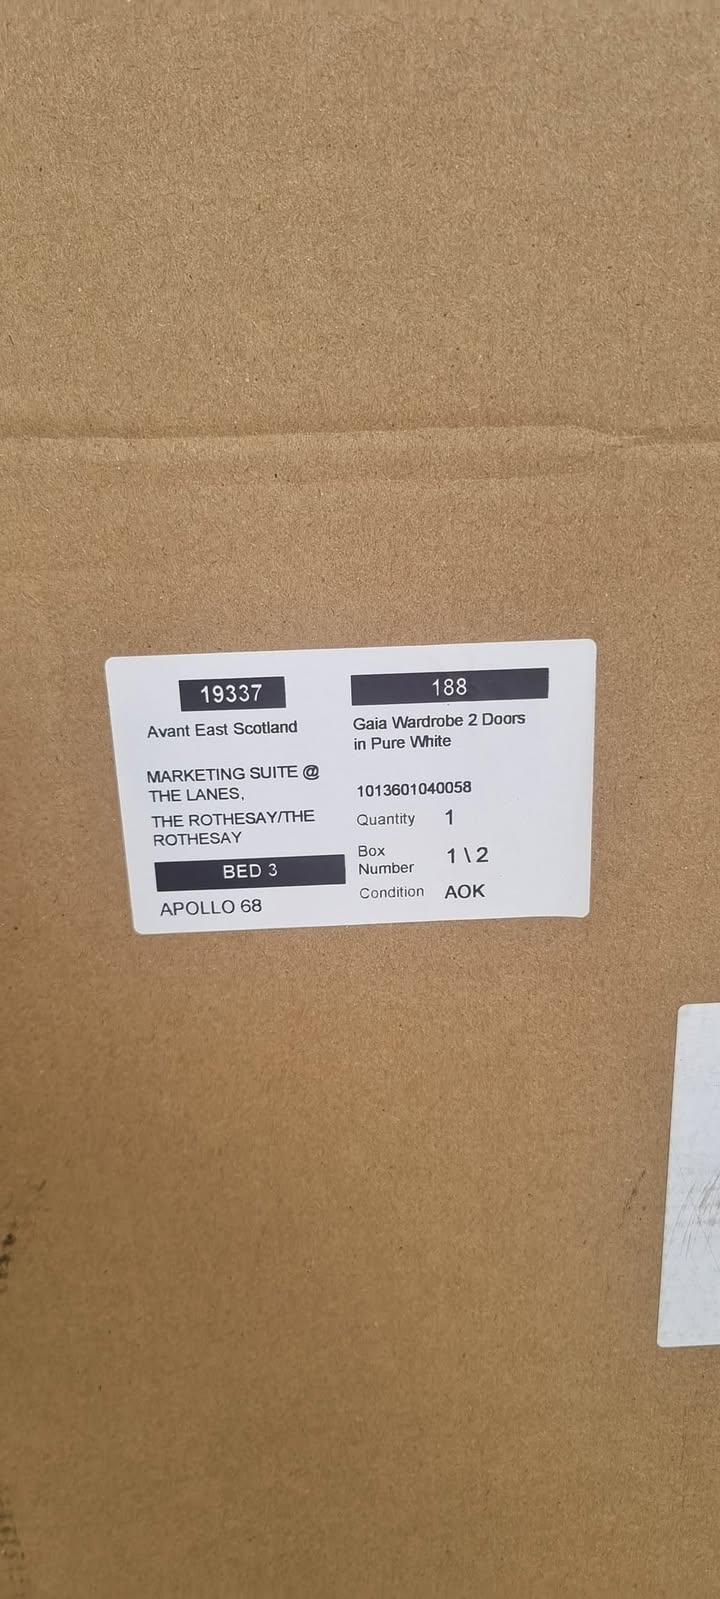 19337
Avant East Scotland
MARKETING SUITE @
THE LANES,
THE ROTHESAY/THE
ROTHESAY
BED 3
APOLLO 68
188
Gaia Wardrobe 2 Doors
in Pure White
1013601040058
Quantity 1
Box
Number 1\2
Condition AOK